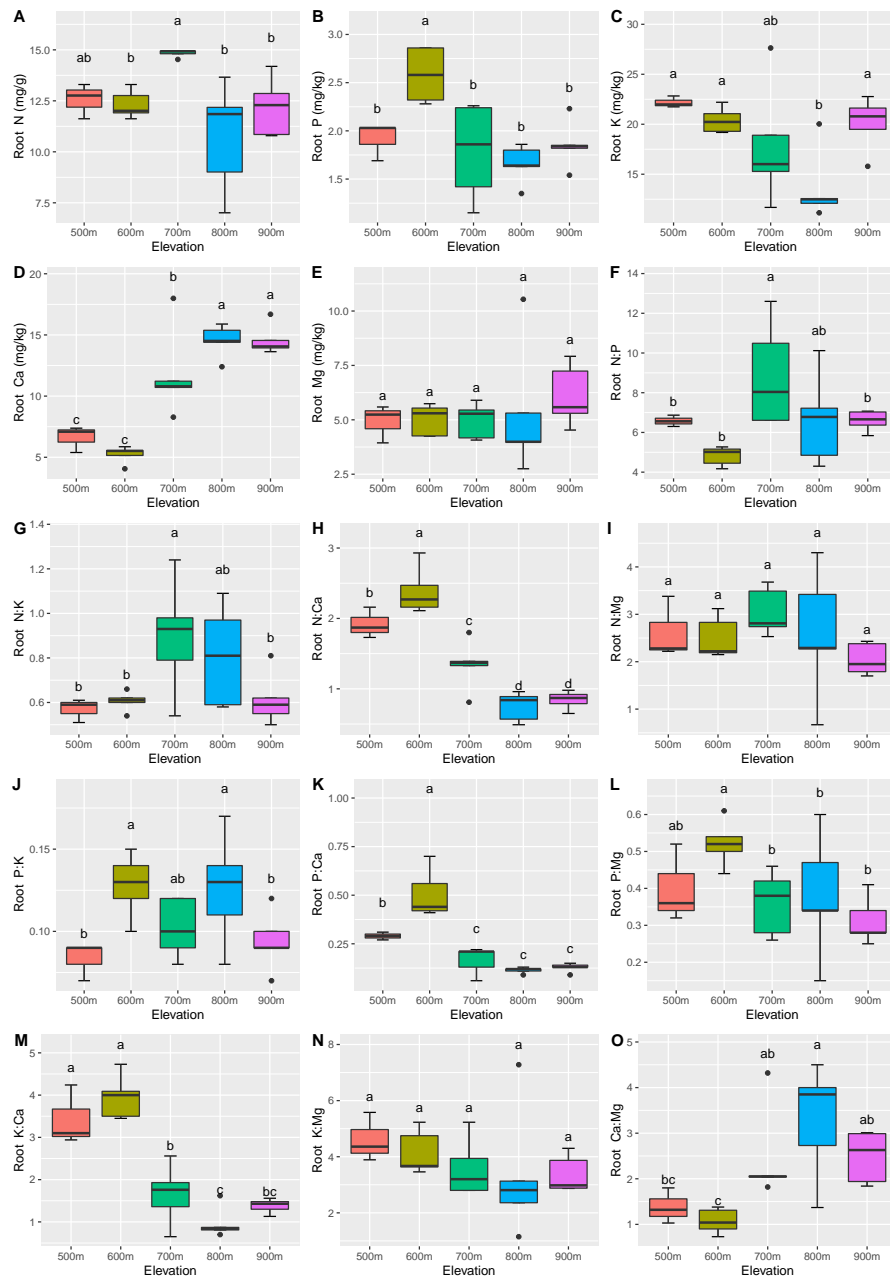 A
Root N (mg/g)
15.0
12.5
10.0
7.5
ab b a b b
500m 600m 700m 800m 900m
Elevation
B
Root P (mg/kg)
3.0
2.5
2.0
1.5
b a b b b
500m 600m 700m 800m 900m
Elevation
C
Root K (mg/kg)
30
25
20
15
a a ab b a
500m 600m 700m 800m 900m
Elevation
D
Root Ca (mg/kg)
20
15
10
5
c c b a a
500m 600m 700m 800m 900m
Elevation
E
Root Mg (mg/kg)
10.0
7.5
5.0
2.5
a a a a a
500m 600m 700m 800m 900m
Elevation
F
Root N:P
14
12
10
8
6
4
b b a ab b
500m 600m 700m 800m 900m
Elevation
G
Root N:K
1.4
1.2
1.0
0.8
0.6
b b a ab b
500m 600m 700m 800m 900m
Elevation
H
Root N:Ca
3
2
1
b a c d d
500m 600m 700m 800m 900m
Elevation
I
Root N:Mg
4
3
2
1
a a a a a
500m 600m 700m 800m 900m
Elevation
J
Root P:K
0.15
0.10
b a ab a b
500m 600m 700m 800m 900m
Elevation
K
Root P:Ca
1.00
0.75
0.50
0.25
b a c c c
500m 600m 700m 800m 900m
Elevation
L
Root P:Mg
0.6
0.5
0.4
0.3
0.2
ab a b b b
500m 600m 700m 800m 900m
Elevation
M
Root K:Ca
5
4
3
2
1
a a b c bc
500m 600m 700m 800m 900m
Elevation
N
Root K:Mg
8
6
4
2
a a a a a
500m 600m 700m 800m 900m
Elevation
O
Root Ca:Mg
5
4
3
2
1
bc c ab a ab
500m 600m 700m 800m 900m
Elevation